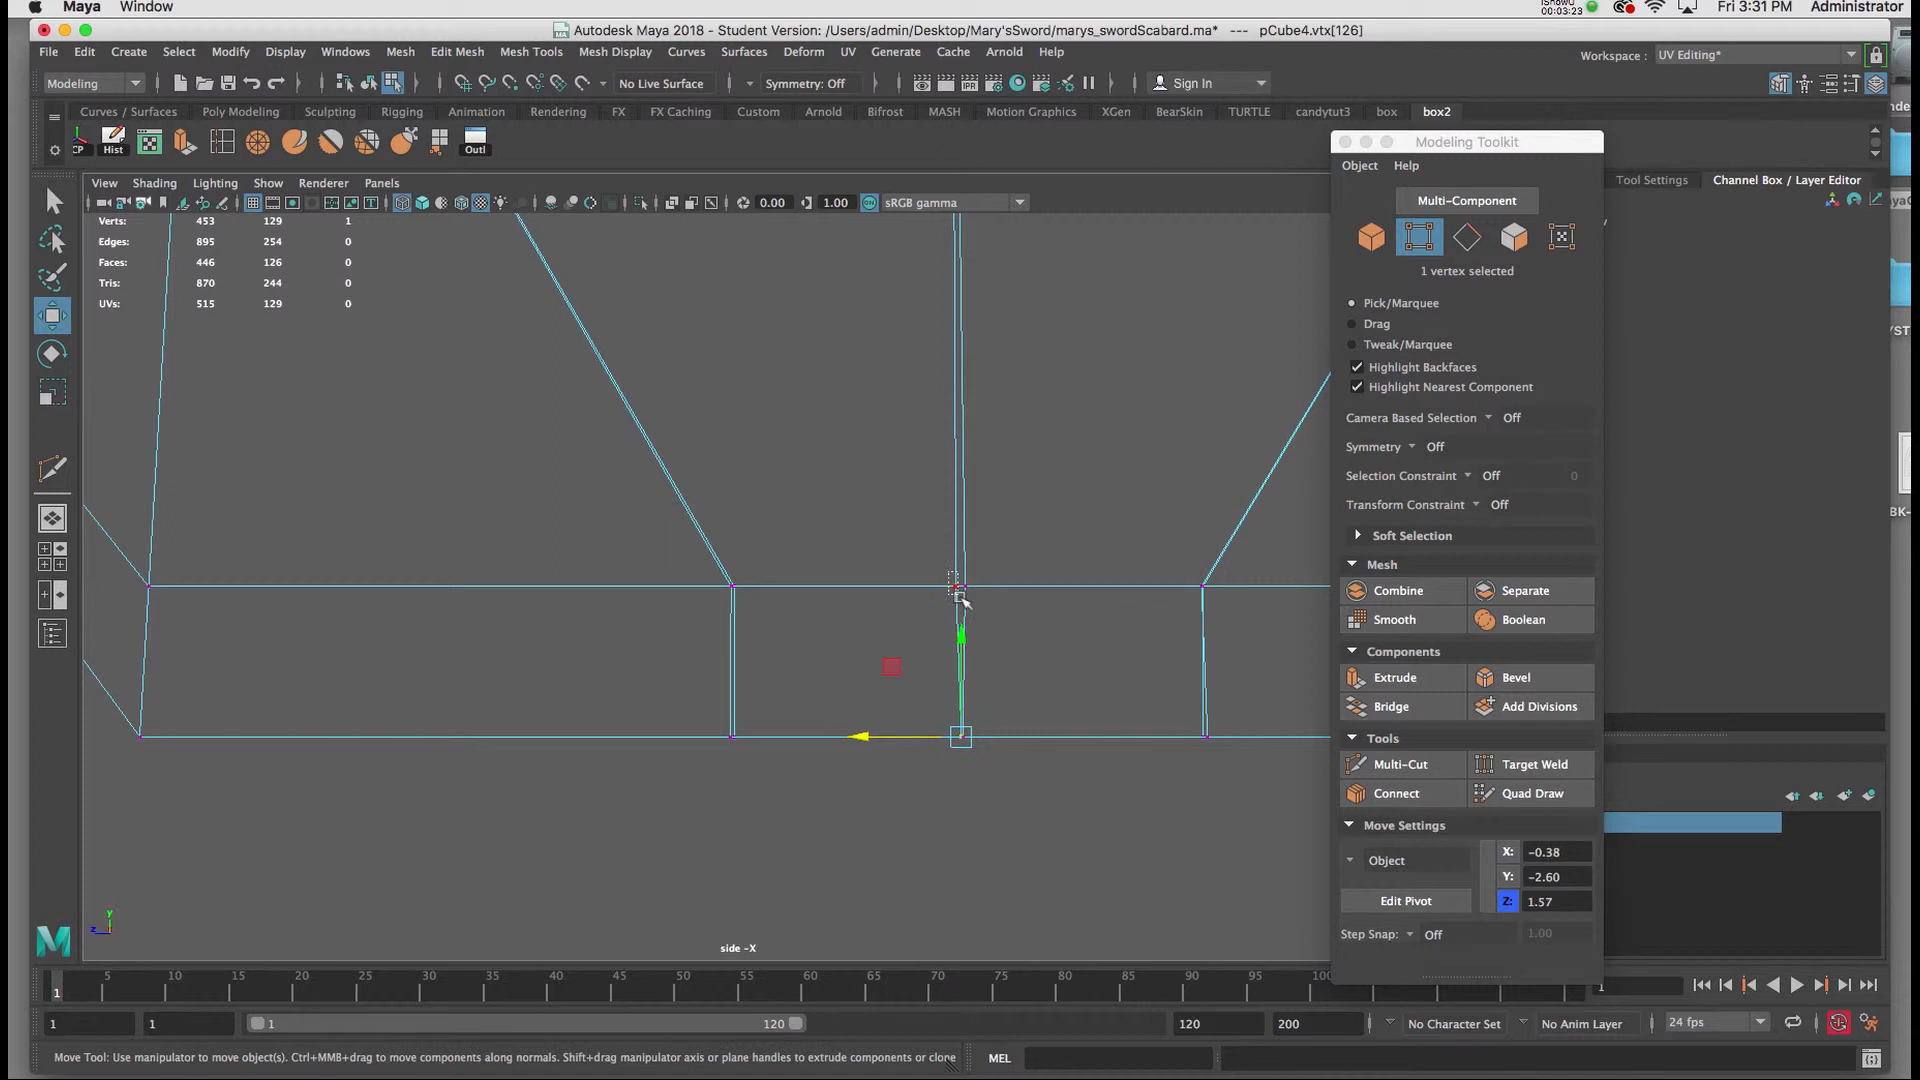 Maya Window
iShowU
00:03:23
Fri 3:31 PM Administrator
Autodesk Maya 2018 - Student Version: /Users/admin/Desktop/Mary'sSword/marys_swordScabard.ma* --- pCube4.vtx[126]
File Edit Create Select Modify Display Windows Mesh Edit Mesh Mesh Tools Mesh Display Curves Surfaces Deform UV Generate Cache Arnold Help
Workspace : UV Editing*
Modeling No Live Surface Symmetry: Off Sign In
Curves / Surfaces Poly Modeling Sculpting Rigging Animation Rendering FX FX Caching Custom Arnold Bifrost MASH Motion Graphics XGen BearSkin TURTLE candytut3 box box2
CP Hist Outl
Modeling Toolkit
Object Help
Tool Settings Channel Box / Layer Editor
View Shading Lighting Show Renderer Panels
0.00 1.00 ON sRGB gamma
Multi-Component
1 vertex selected
Verts: 453 129 1
Edges: 895 254 0
Faces: 446 126 0
Tris: 870 244 0
UVs: 515 129 0
Pick/Marquee
Drag
Tweak/Marquee
Highlight Backfaces
Highlight Nearest Component
Camera Based Selection Off
Symmetry Off
Selection Constraint Off 0
Transform Constraint Off
Soft Selection
Mesh
Combine Separate
Smooth Boolean
Components
Extrude Bevel
Bridge Add Divisions
Tools
Multi-Cut Target Weld
Connect Quad Draw
Move Settings
Object
X: -0.38
Y: -2.60
Z: 1.57
Edit Pivot
Step Snap: Off 1.00
y
z
side -X
5 10 15 20 25 30 35 40 45 50 55 60 65 70 75 80 85 90 95
1
1
1 1 1 120 120 200 No Character Set No Anim Layer 24 fps
Move Tool: Use manipulator to move object(s). Ctrl+MMB+drag to move components along normals. Shift+drag manipulator axis or plane handles to extrude components or clone
MEL